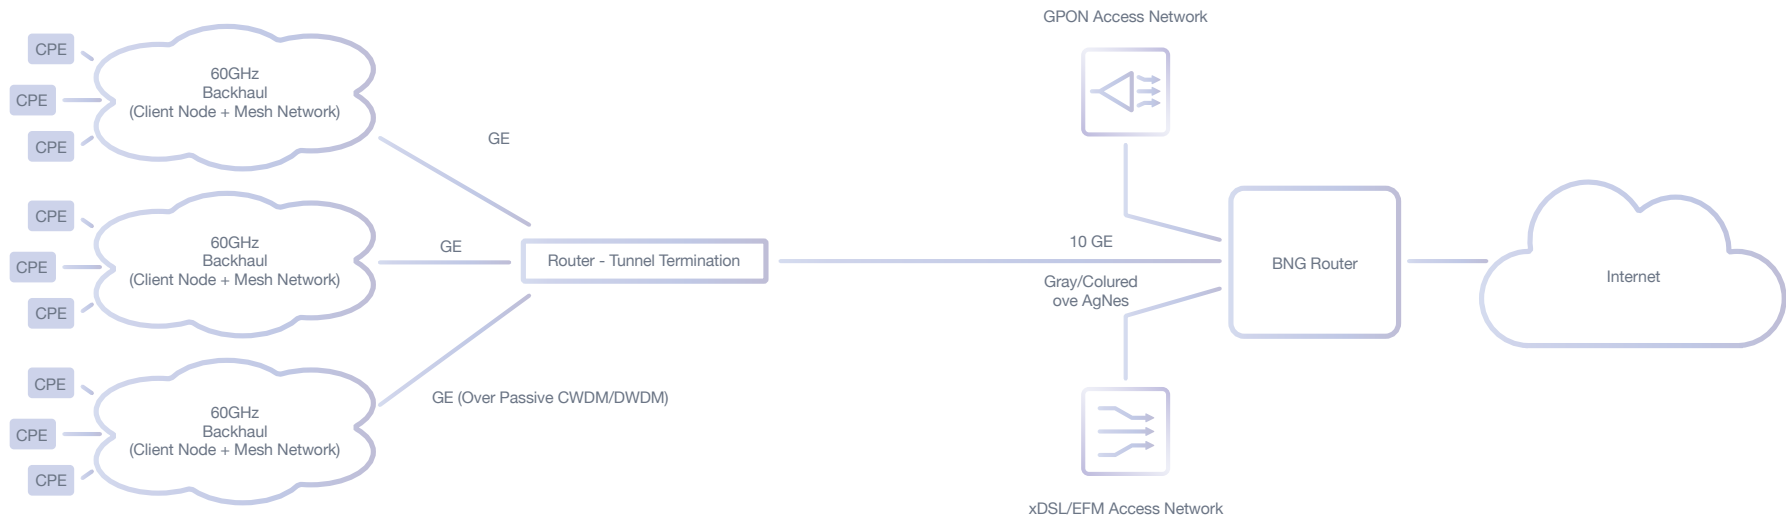 GPON Access Network
CPE
CPE
CPE
60GHz
Backhaul
(Client Node + Mesh Network)
GE
CPE
CPE
CPE
60GHz
Backhaul
(Client Node + Mesh Network)
GE
Router - Tunnel Termination
10 GE
Gray/Colured
ove AgNes
BNG Router
Internet
CPE
CPE
CPE
60GHz
Backhaul
(Client Node + Mesh Network)
GE (Over Passive CWDM/DWDM)
xDSL/EFM Access Network